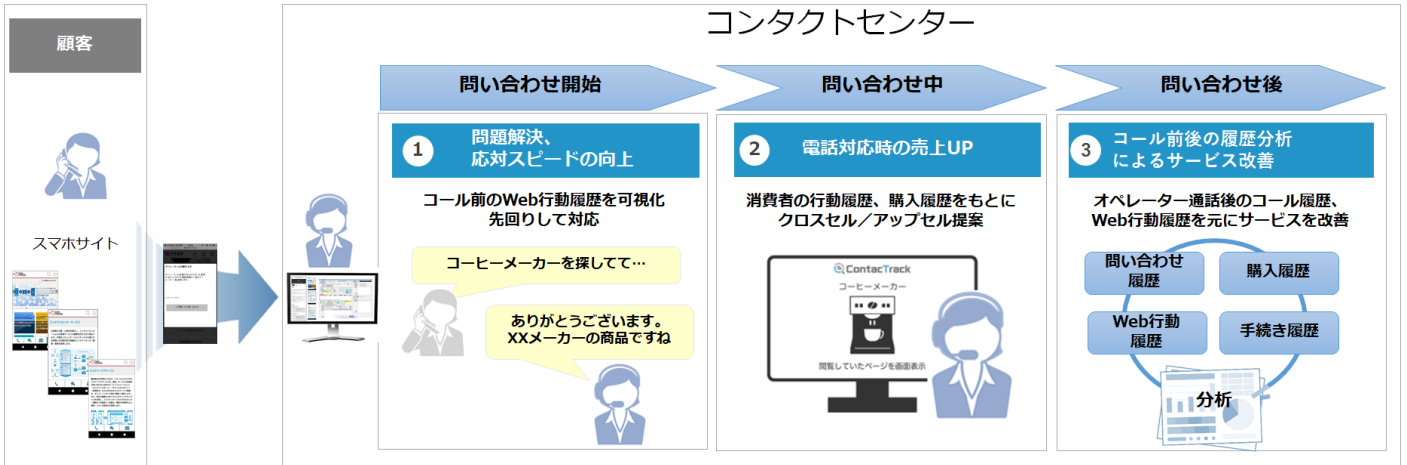 顧客
スマホサイト
コンタクトセンター
問い合わせ開始
問い合わせ中
問い合わせ後
1
問題解決、
応対スピードの向上
コール前のWeb行動履歴を可視化
先回りして対応
コーヒーメーカーを探してて…
ありがとうございます。
XXメーカーの商品ですね
2
電話対応時の売上UP
消費者の行動履歴、購入履歴をもとに
クロスセル／アップセル提案
ContacTrack
コーヒーメーカー
閲覧していたページを画面表示
3
コール前後の履歴分析
によるサービス改善
オペレーター通話後のコール履歴、
Web行動履歴を元にサービスを改善
問い合わせ
履歴
購入履歴
Web行動
履歴
手続き履歴
分析